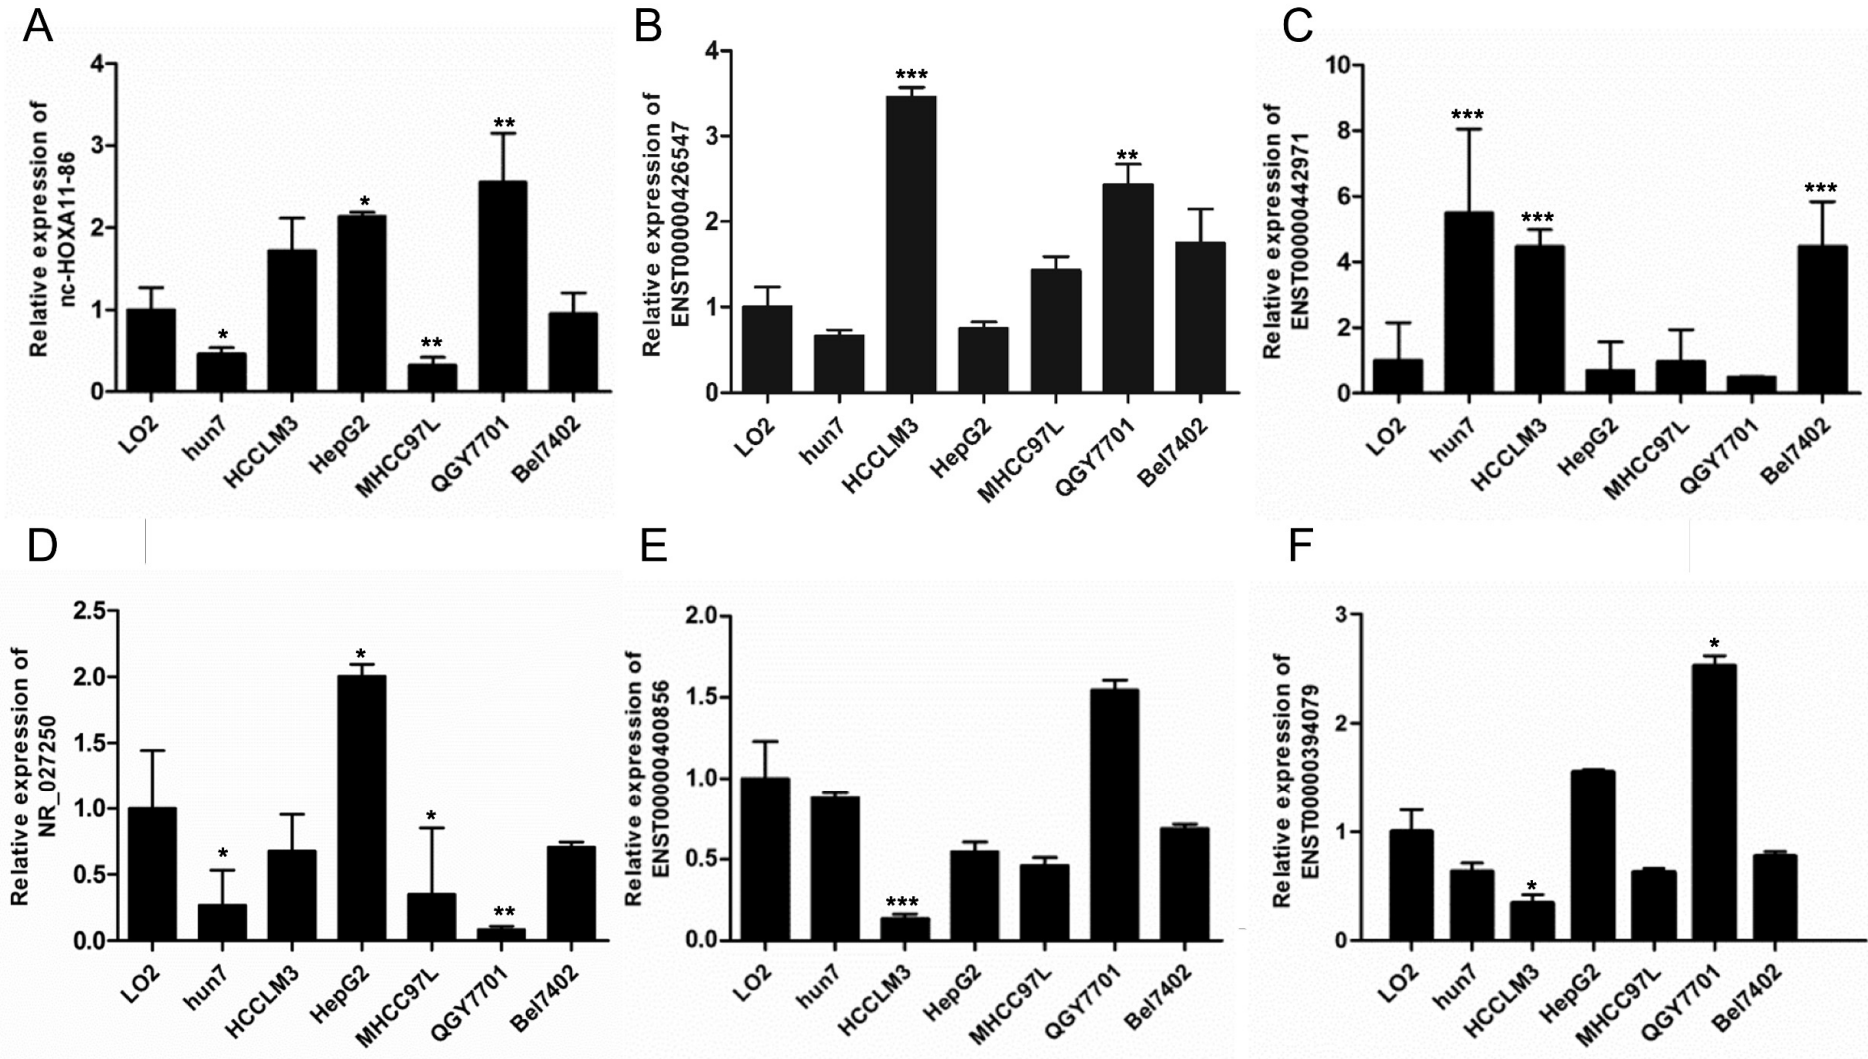 A
Relative expression of
nc-HOXA11-86
4
3
2
1
0
*
*
**
**
LO2
hun7
HCCLM3
HepG2
MHCC97L
QGY7701
Bel7402
B
Relative expression of
ENST00000426547
4
3
2
1
0
***
**
LO2
hun7
HCCLM3
HepG2
MHCC97L
QGY7701
Bel7402
C
Relative expression of
ENST00000442971
10
8
6
4
2
0
***
***
***
LO2
hun7
HCCLM3
HepG2
MHCC97L
QGY7701
Bel7402
D
Relative expression of
NR_027250
2.5
2.0
1.5
1.0
0.5
0.0
*
*
*
**
LO2
hun7
HCCLM3
HepG2
MHCC97L
QGY7701
Bel7402
E
Relative expression of
ENST00000400856
2.0
1.5
1.0
0.5
0.0
***
LO2
hun7
HCCLM3
HepG2
MHCC97L
QGY7701
Bel7402
F
Relative expression of
ENST00000394079
3
2
1
0
*
*
LO2
hun7
HCCLM3
HepG2
MHCC97L
QGY7701
Bel7402